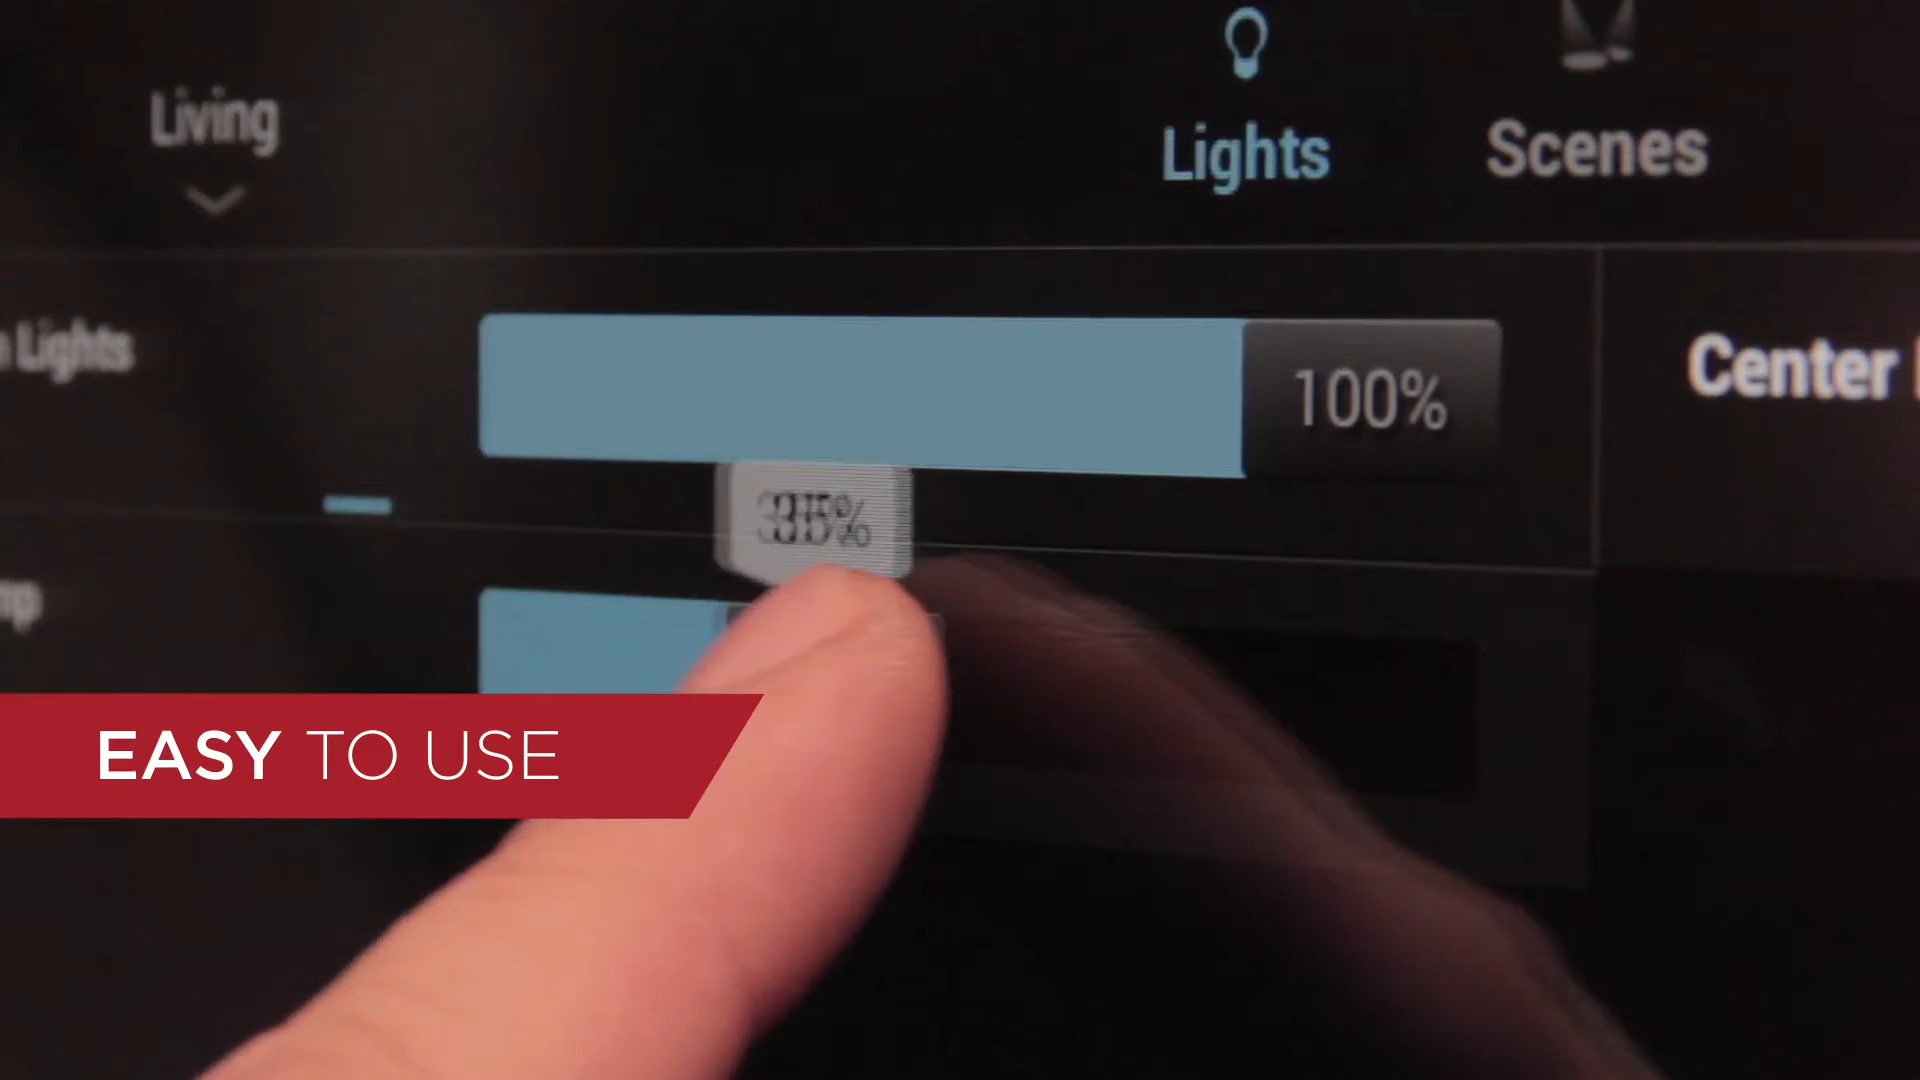 Living
Lights
Scenes
Lights
100%
Center
EASY TO USE